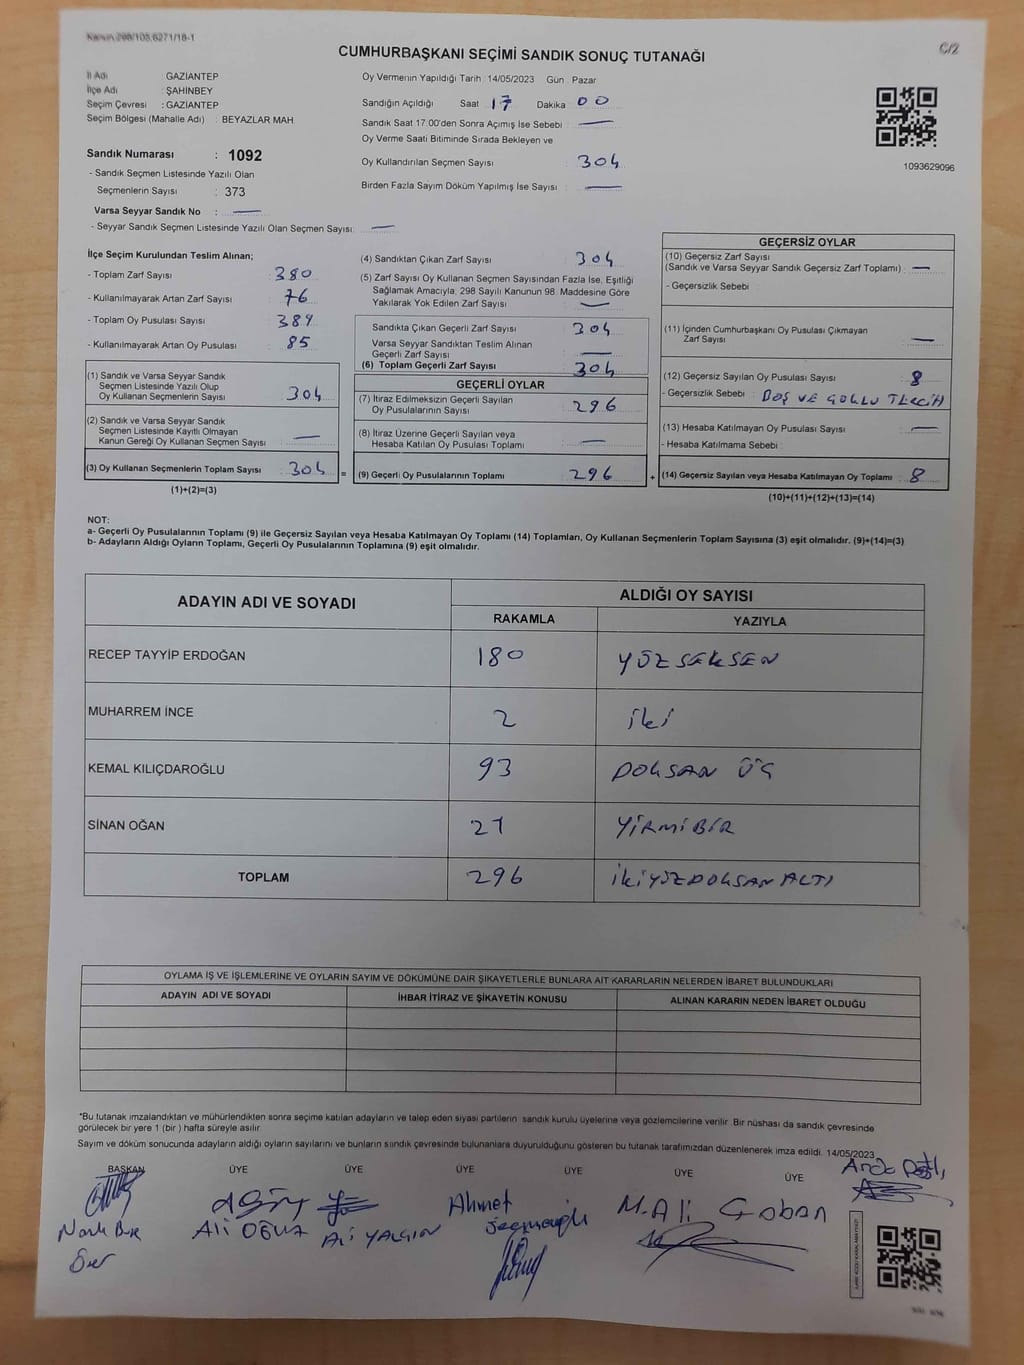 Kanun 298/105;6271/18-1
C/2
CUMHURBAŞKANI SEÇİMİ SANDIK SONUÇ TUTANAĞI
İl Adı : GAZİANTEP
İlçe Adı : ŞAHİNBEY
Seçim Çevresi : GAZİANTEP
Seçim Bölgesi (Mahalle Adı) : BEYAZLAR MAH
Sandık Numarası : 1092
- Sandık Seçmen Listesinde Yazılı Olan
Seçmenlerin Sayısı : 373
Varsa Seyyar Sandık No : —
- Seyyar Sandık Seçmen Listesinde Yazılı Olan Seçmen Sayısı: —
Oy Vermenin Yapıldığı Tarih :14/05/2023 Gün : Pazar
Sandığın Açıldığı Saat 17 Dakika 00
Sandık Saat 17:00'den Sonra Açımış İse Sebebi : —
Oy Verme Saati Bitiminde Sırada Bekleyen ve
Oy Kullandırılan Seçmen Sayısı : 304
Birden Fazla Sayım Döküm Yapılmış İse Sayısı : —
1093629096
İlçe Seçim Kurulundan Teslim Alınan;
- Toplam Zarf Sayısı : 380
- Kullanılmayarak Artan Zarf Sayısı : 76
- Toplam Oy Pusulası Sayısı : 389
- Kullanılmayarak Artan Oy Pusulası : 85
(1) Sandık ve Varsa Seyyar Sandık
Seçmen Listesinde Yazılı Olup
Oy Kullanan Seçmenlerin Sayısı : 304
(2) Sandık ve Varsa Seyyar Sandık
Seçmen Listesinde Kayıtlı Olmayan
Kanun Gereği Oy Kullanan Seçmen Sayısı : —
(3) Oy Kullanan Seçmenlerin Toplam Sayısı : 304 =
(1)+(2)=(3)
(4) Sandıktan Çıkan Zarf Sayısı : 304
(5) Zarf Sayısı Oy Kullanan Seçmen Sayısından Fazla İse, Eşitliği
Sağlamak Amacıyla, 298 Sayılı Kanunun 98. Maddesine Göre
Yakılarak Yok Edilen Zarf Sayısı : —
Sandıkta Çıkan Geçerli Zarf Sayısı : 304
Varsa Seyyar Sandıktan Teslim Alınan
Geçerli Zarf Sayısı : —
(6) Toplam Geçerli Zarf Sayısı : 304
GEÇERLİ OYLAR
(7) İtiraz Edilmeksizin Geçerli Sayılan
Oy Pusulalarının Sayısı : 296
(8) İtiraz Üzerine Geçerli Sayılan veya
Hesaba Katılan Oy Pusulaları Toplamı : —
(9) Geçerli Oy Pusulalarının Toplamı : 296 +
GEÇERSİZ OYLAR
(10) Geçersiz Zarf Sayısı
(Sandık ve Varsa Seyyar Sandık Geçersiz Zarf Toplamı) : —
- Geçersizlik Sebebi :
(11) İçinden Cumhurbaşkanı Oy Pusulası Çıkmayan
Zarf Sayısı : —
(12) Geçersiz Sayılan Oy Pusulası Sayısı : 8
- Geçersizlik Sebebi : BOŞ VE ÇOKLU TERCİH
(13) Hesaba Katılmayan Oy Pusulası Sayısı : —
- Hesaba Katılmama Sebebi :
(14) Geçersiz Sayılan veya Hesaba Katılmayan Oy Toplamı : 8
(10)+(11)+(12)+(13)=(14)
NOT:
a- Geçerli Oy Pusulalarının Toplamı (9) ile Geçersiz Sayılan veya Hesaba Katılmayan Oy Toplamı (14) Toplamları, Oy Kullanan Seçmenlerin Toplam Sayısına (3) eşit olmalıdır. (9)+(14)=(3)
b- Adayların Aldığı Oyların Toplamı, Geçerli Oy Pusulalarının Toplamına (9) eşit olmalıdır.
ADAYIN ADI VE SOYADI ALDIĞI OY SAYISI
RAKAMLA YAZIYLA
RECEP TAYYİP ERDOĞAN 180 YÜZ SEKSEN
MUHARREM İNCE 2 iki
KEMAL KILIÇDAROĞLU 93 DOKSAN ÜÇ
SİNAN OĞAN 21 YİRMİ BİR
TOPLAM 296 İKİYÜZ DOKSAN ALTI
OYLAMA İŞ VE İŞLEMLERİNE VE OYLARIN SAYIM VE DÖKÜMÜNE DAİR ŞİKAYETLERLE BUNLARA AİT KARARLARIN NELERDEN İBARET BULUNDUKLARI
ADAYIN ADI VE SOYADI İHBAR İTİRAZ VE ŞİKAYETİN KONUSU ALINAN KARARIN NEDEN İBARET OLDUĞU
*Bu tutanak imzalandıktan ve mühürlendikten sonra seçime katılan adayların ve talep eden siyasi partilerin sandık kurulu üyelerine veya gözlemcilerine verilir. Bir nüshası da sandık çevresinde
görülecek bir yere 1 (bir) hafta süreyle asılır.
Sayım ve döküm sonucunda adayların aldığı oyların sayılarını ve bunların sandık çevresinde bulunanlara duyurulduğunu gösteren bu tutanak tarafımızdan düzenlenerek imza edildi. 14/05/2023
BAŞKAN ÜYE ÜYE ÜYE ÜYE ÜYE ÜYE
Ali OĞUZ
Ali YALÇIN
Ahmet
M. Ali Çoban